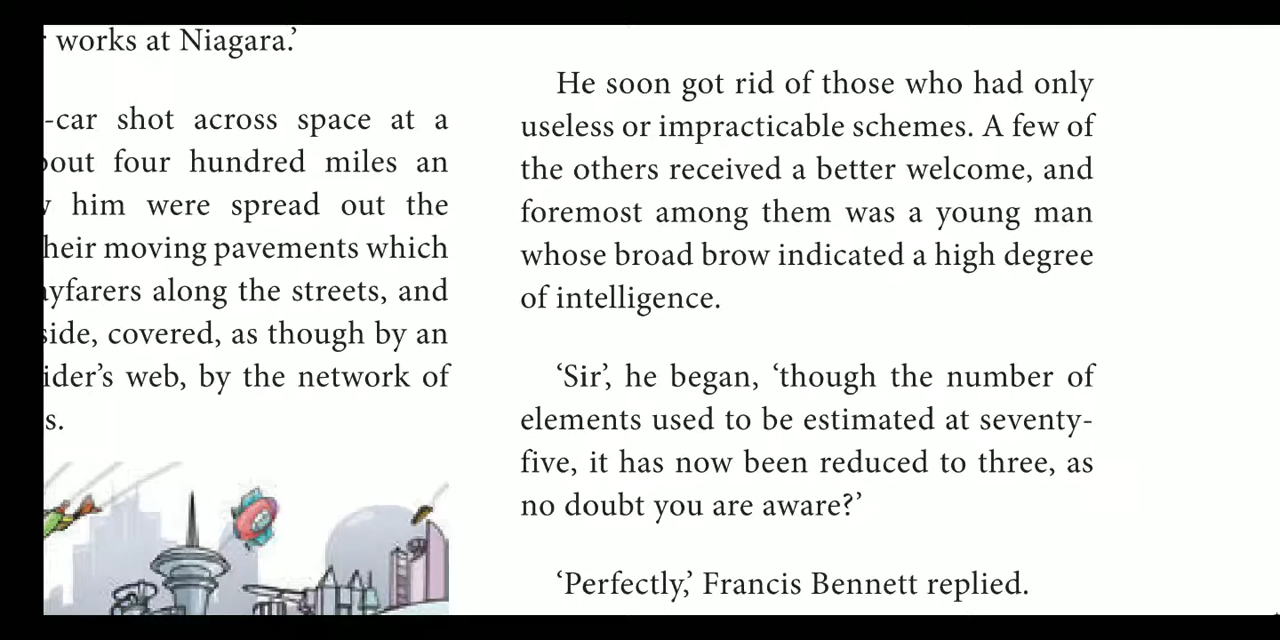 works at Niagara.’
-car shot across space at a
out four hundred miles an
him were spread out the
heir moving pavements which
yfarers along the streets, and
side, covered, as though by an
ider’s web, by the network of
s.
He soon got rid of those who had only
useless or impracticable schemes. A few of
the others received a better welcome, and
foremost among them was a young man
whose broad brow indicated a high degree
of intelligence.
‘Sir’, he began, ‘though the number of
elements used to be estimated at seventy-
five, it has now been reduced to three, as
no doubt you are aware?’
‘Perfectly,’ Francis Bennett replied.